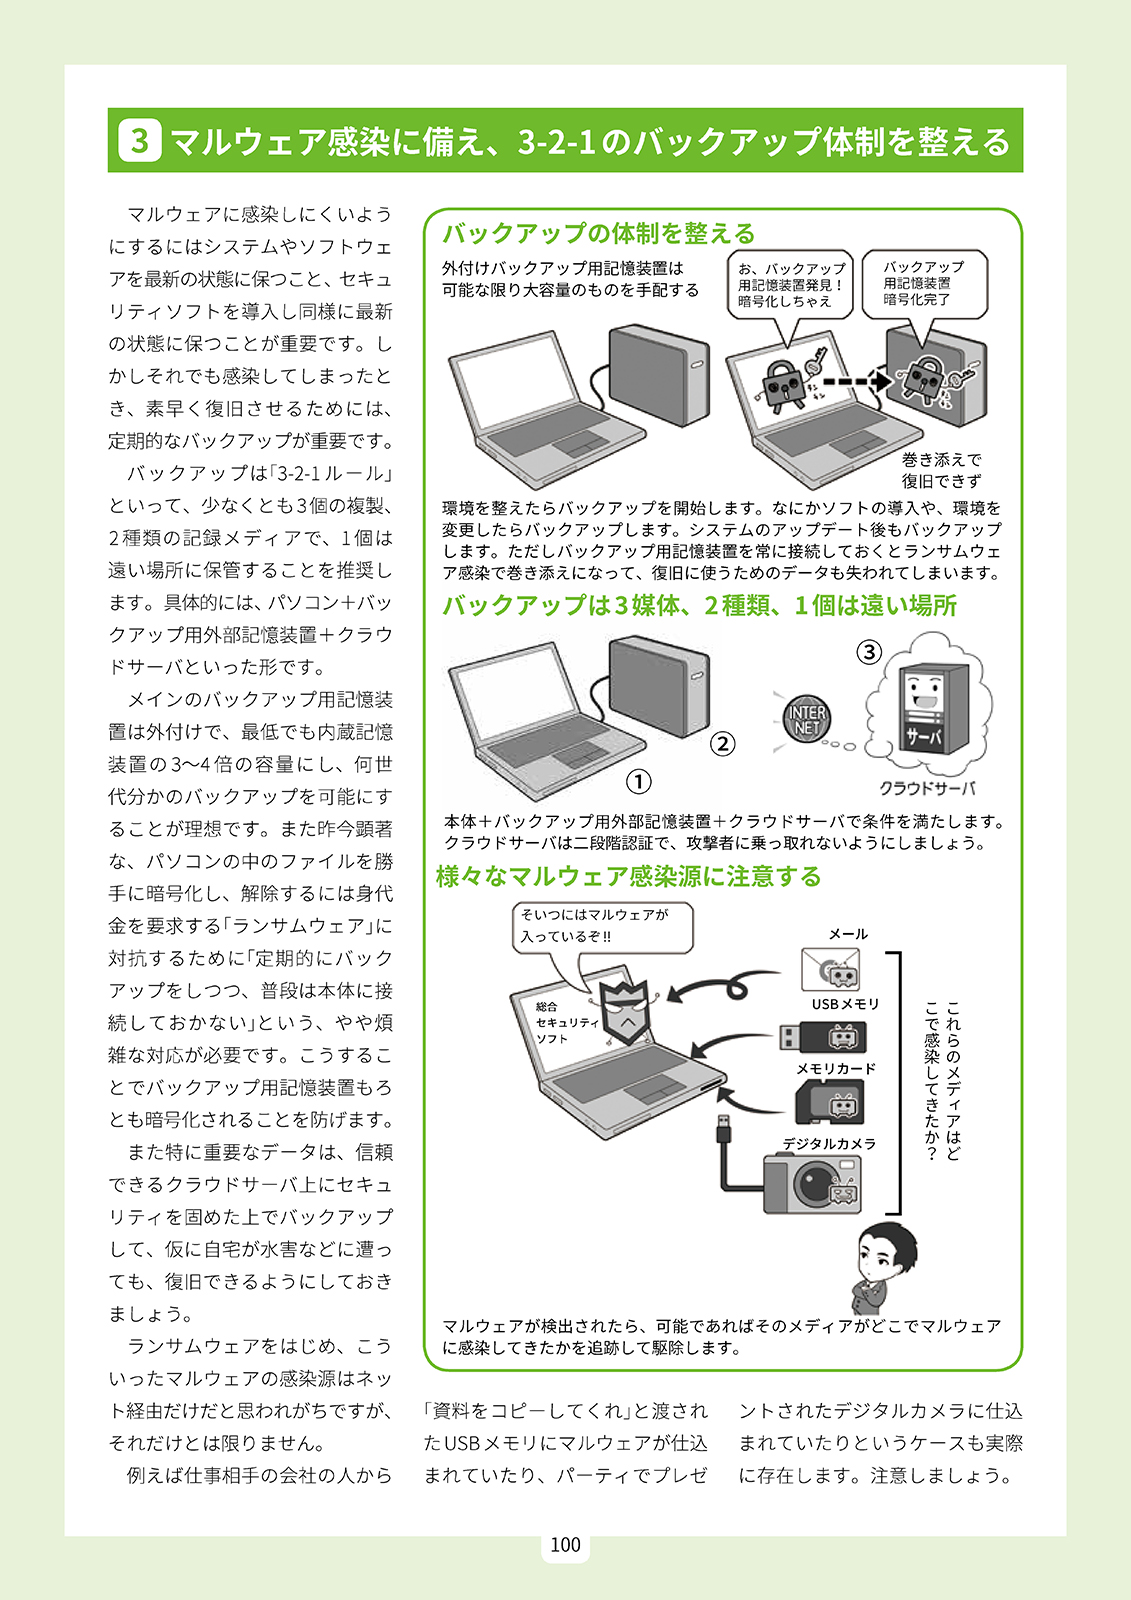 3 マルウェア感染に備え、3-2-1のバックアップ体制を整える
マルウェアに感染しにくいよう
にするにはシステムやソフトウェ
アを最新の状態に保つこと、セキュ
リティソフトを導入し同様に最新
の状態に保つことが重要です。し
かしそれでも感染してしまったと
き、素早く復旧させるためには、
定期的なバックアップが重要です。
バックアップは「3-2-1ルール」
といって、少なくとも3個の複製、
2種類の記録メディアで、1個は
遠い場所に保管することを推奨し
ます。具体的には、パソコン＋バッ
クアップ用外部記憶装置＋クラウ
ドサーバといった形です。
メインのバックアップ用記憶装
置は外付けで、最低でも内蔵記憶
装置の3〜4倍の容量にし、何世
代分かのバックアップを可能にす
ることが理想です。また昨今顕著
な、パソコンの中のファイルを勝
手に暗号化し、解除するには身代
金を要求する「ランサムウェア」に
対抗するために「定期的にバック
アップをしつつ、普段は本体に接
続しておかない」という、やや煩
雑な対応が必要です。こうするこ
とでバックアップ用記憶装置もろ
とも暗号化されることを防げます。
また特に重要なデータは、信頼
できるクラウドサーバ上にセキュ
リティを固めた上でバックアップ
して、仮に自宅が水害などに遭っ
ても、復旧できるようにしておき
ましょう。
ランサムウェアをはじめ、こう
いったマルウェアの感染源はネッ
ト経由だけだと思われがちですが、
それだけとは限りません。
例えば仕事相手の会社の人から
「資料をコピーしてくれ」と渡され
たUSBメモリにマルウェアが仕込
まれていたり、パーティでプレゼ
ントされたデジタルカメラに仕込
まれていたりというケースも実際
に存在します。注意しましょう。
バックアップの体制を整える
外付けバックアップ用記憶装置は
可能な限り大容量のものを手配する
お、バックアップ
用記憶装置発見！
暗号化しちゃえ
バックアップ
用記憶装置
暗号化完了
巻き添えで
復旧できず
環境を整えたらバックアップを開始します。なにかソフトの導入や、環境を
変更したらバックアップします。システムのアップデート後もバックアップ
します。ただしバックアップ用記憶装置を常に接続しておくとランサムウェ
ア感染で巻き添えになって、復旧に使うためのデータも失われてしまいます。
バックアップは3媒体、2種類、1個は遠い場所
①
②
③
INTER
NET
サーバ
クラウドサーバ
本体＋バックアップ用外部記憶装置＋クラウドサーバで条件を満たします。
クラウドサーバは二段階認証で、攻撃者に乗っ取れないようにしましょう。
様々なマルウェア感染源に注意する
そいつにはマルウェアが
入っているぞ!!
総合
セキュリティ
ソフト
メール
USBメモリ
メモリカード
デジタルカメラ
これらのメディアはど
こで感染してきたか？
マルウェアが検出されたら、可能であればそのメディアがどこでマルウェア
に感染してきたかを追跡して駆除します。
100